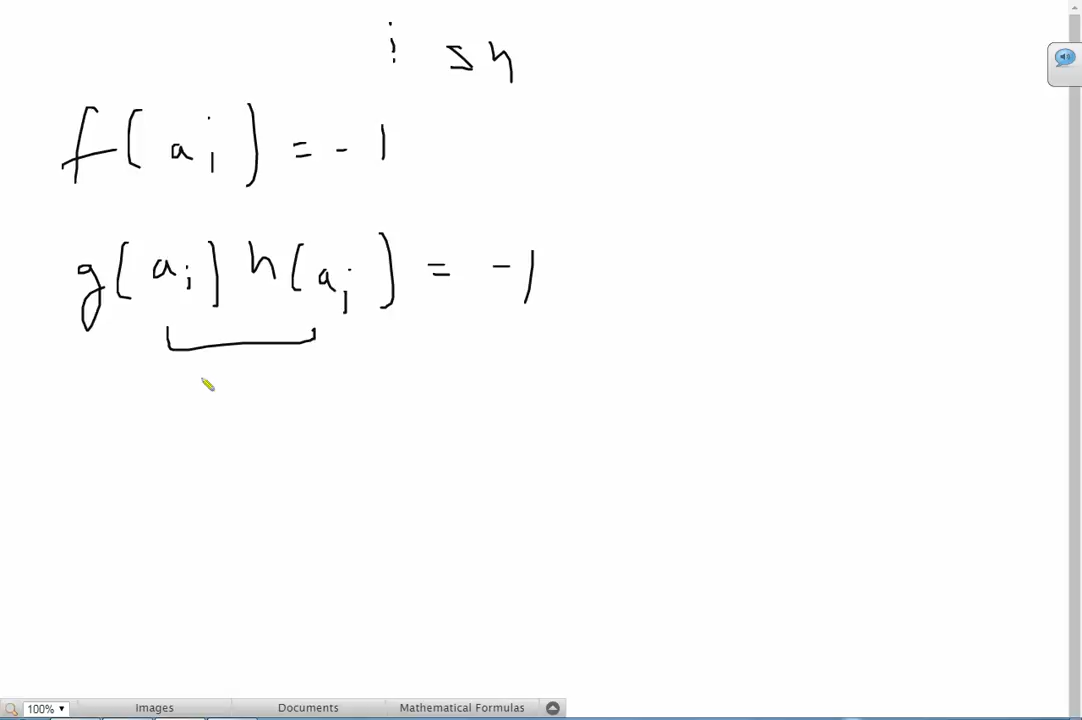 i ≤ n
f(a_i) = -1
g(a_i) h(a_i) = -1
100% ▼ Images Documents Mathematical Formulas